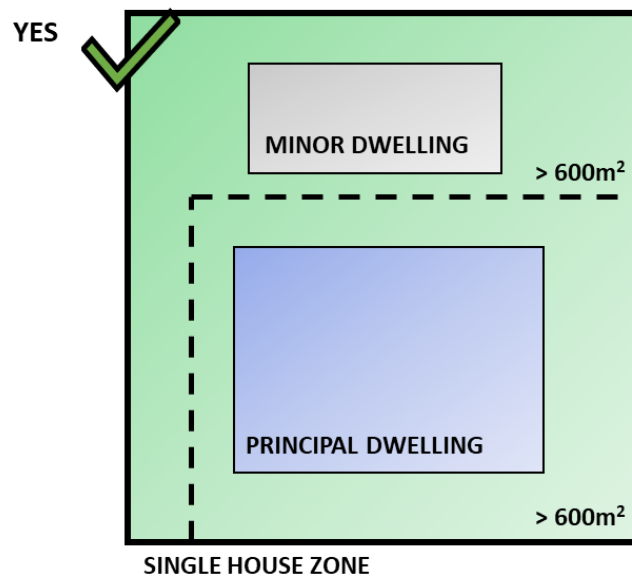 YES
MINOR DWELLING
> 600m²
PRINCIPAL DWELLING
> 600m²
SINGLE HOUSE ZONE